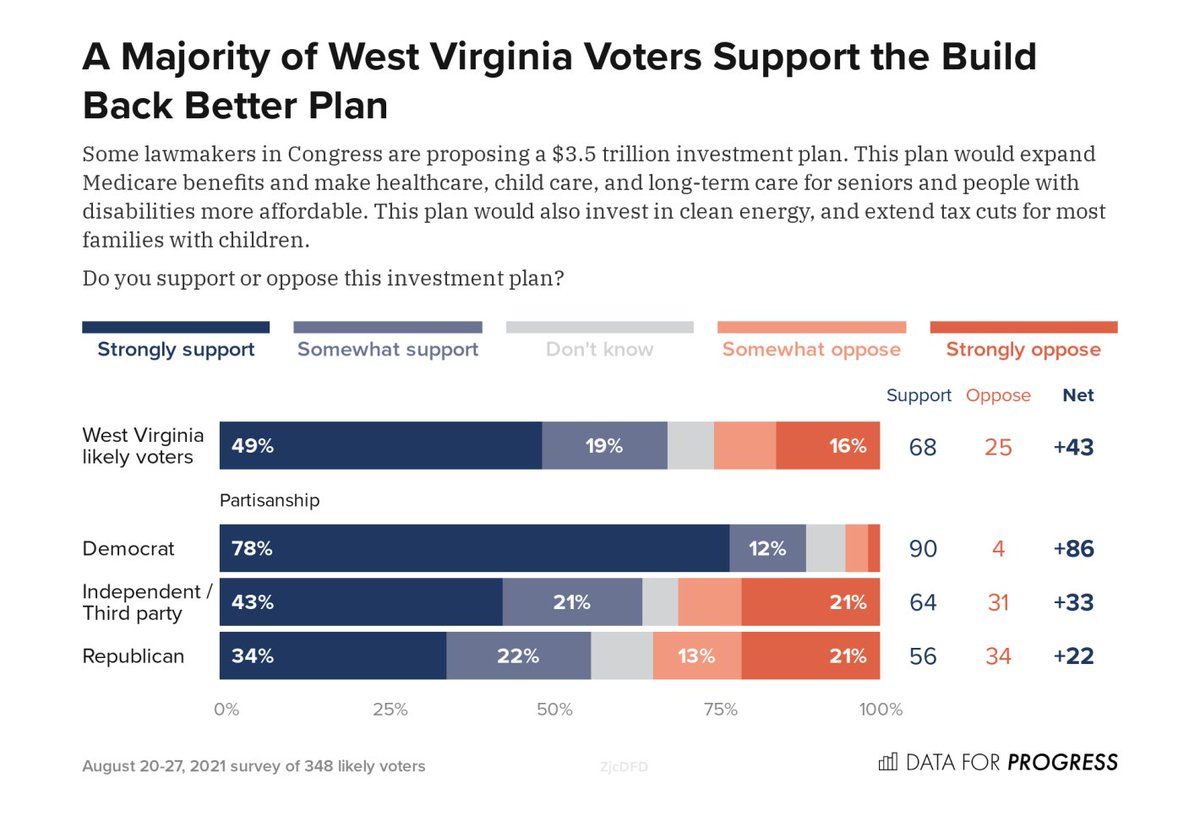 A Majority of West Virginia Voters Support the Build
Back Better Plan
Some lawmakers in Congress are proposing a $3.5 trillion investment plan. This plan would expand
Medicare benefits and make healthcare, child care, and long-term care for seniors and people with
disabilities more affordable. This plan would also invest in clean energy, and extend tax cuts for most
families with children.
Do you support or oppose this investment plan?
Strongly support Somewhat support Don't know Somewhat oppose Strongly oppose
Support Oppose Net
West Virginia
likely voters
49% 19% 16% 68 25 +43
Partisanship
Democrat 78% 12% 90 4 +86
Independent /
Third party
43% 21% 21% 64 31 +33
Republican 34% 22% 13% 21% 56 34 +22
0% 25% 50% 75% 100%
August 20-27, 2021 survey of 348 likely voters ZjcDFD DATA FOR PROGRESS